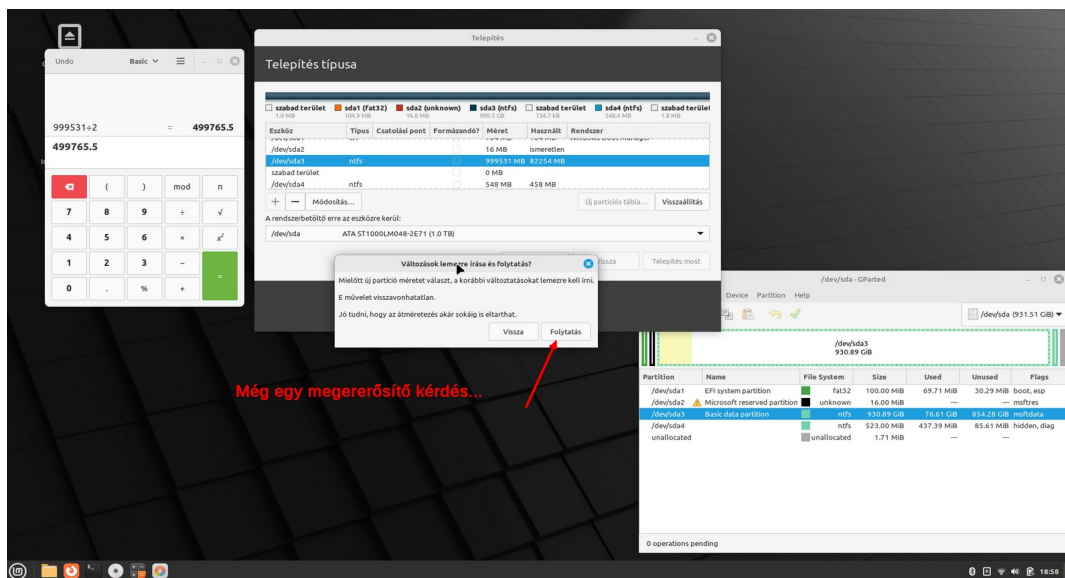 Undo Basic
999531÷2 = 499765.5
499765.5
( ) mod π
7 8 9 ÷ √
4 5 6 × x²
1 2 3 − =
0 . % +
Telepítés
Telepítés típusa
szabad terület sda1 (fat32) sda2 (unknown) sda3 (ntfs) szabad terület sda4 (ntfs) szabad terület
1.0 MB 104.9 MB 16.8 MB 999.5 GB 734.7 kB 548.4 MB 1.8 MB
Eszköz Típus Csatolási pont Formázandó? Méret Használt Rendszer
/dev/sda2 16 MB ismeretlen
/dev/sda3 ntfs 999531 MB 82254 MB
szabad terület 0 MB
/dev/sda4 ntfs 548 MB 458 MB
+ − Módosítás... Új partíciós tábla... Visszaállítás
A rendszerbetöltő erre az eszközre kerül:
/dev/sda ATA ST1000LM048-2E71 (1.0 TB)
Telepítés most
Változások lemezre írása és folytatás?
Mielőtt új partíció méretet választ, a korábbi változtatásokat lemezre kell írni.
E művelet visszavonhatatlan.
Jó tudni, hogy az átméretezés akár sokáig is eltarthat.
Vissza Folytatás
Még egy megererősítő kérdés...
/dev/sda - GParted
Device Partition Help
/dev/sda (931.51 GiB)
/dev/sda3
930.89 GiB
Partition Name File System Size Used Unused Flags
/dev/sda1 EFI system partition fat32 100.00 MiB 69.71 MiB 30.29 MiB boot, esp
/dev/sda2 Microsoft reserved partition unknown 16.00 MiB — — msftres
/dev/sda3 Basic data partition ntfs 930.89 GiB 76.61 GiB 854.28 GiB msftdata
/dev/sda4 ntfs 523.00 MiB 437.39 MiB 85.61 MiB hidden, diag
unallocated unallocated 1.71 MiB — —
0 operations pending
18:58